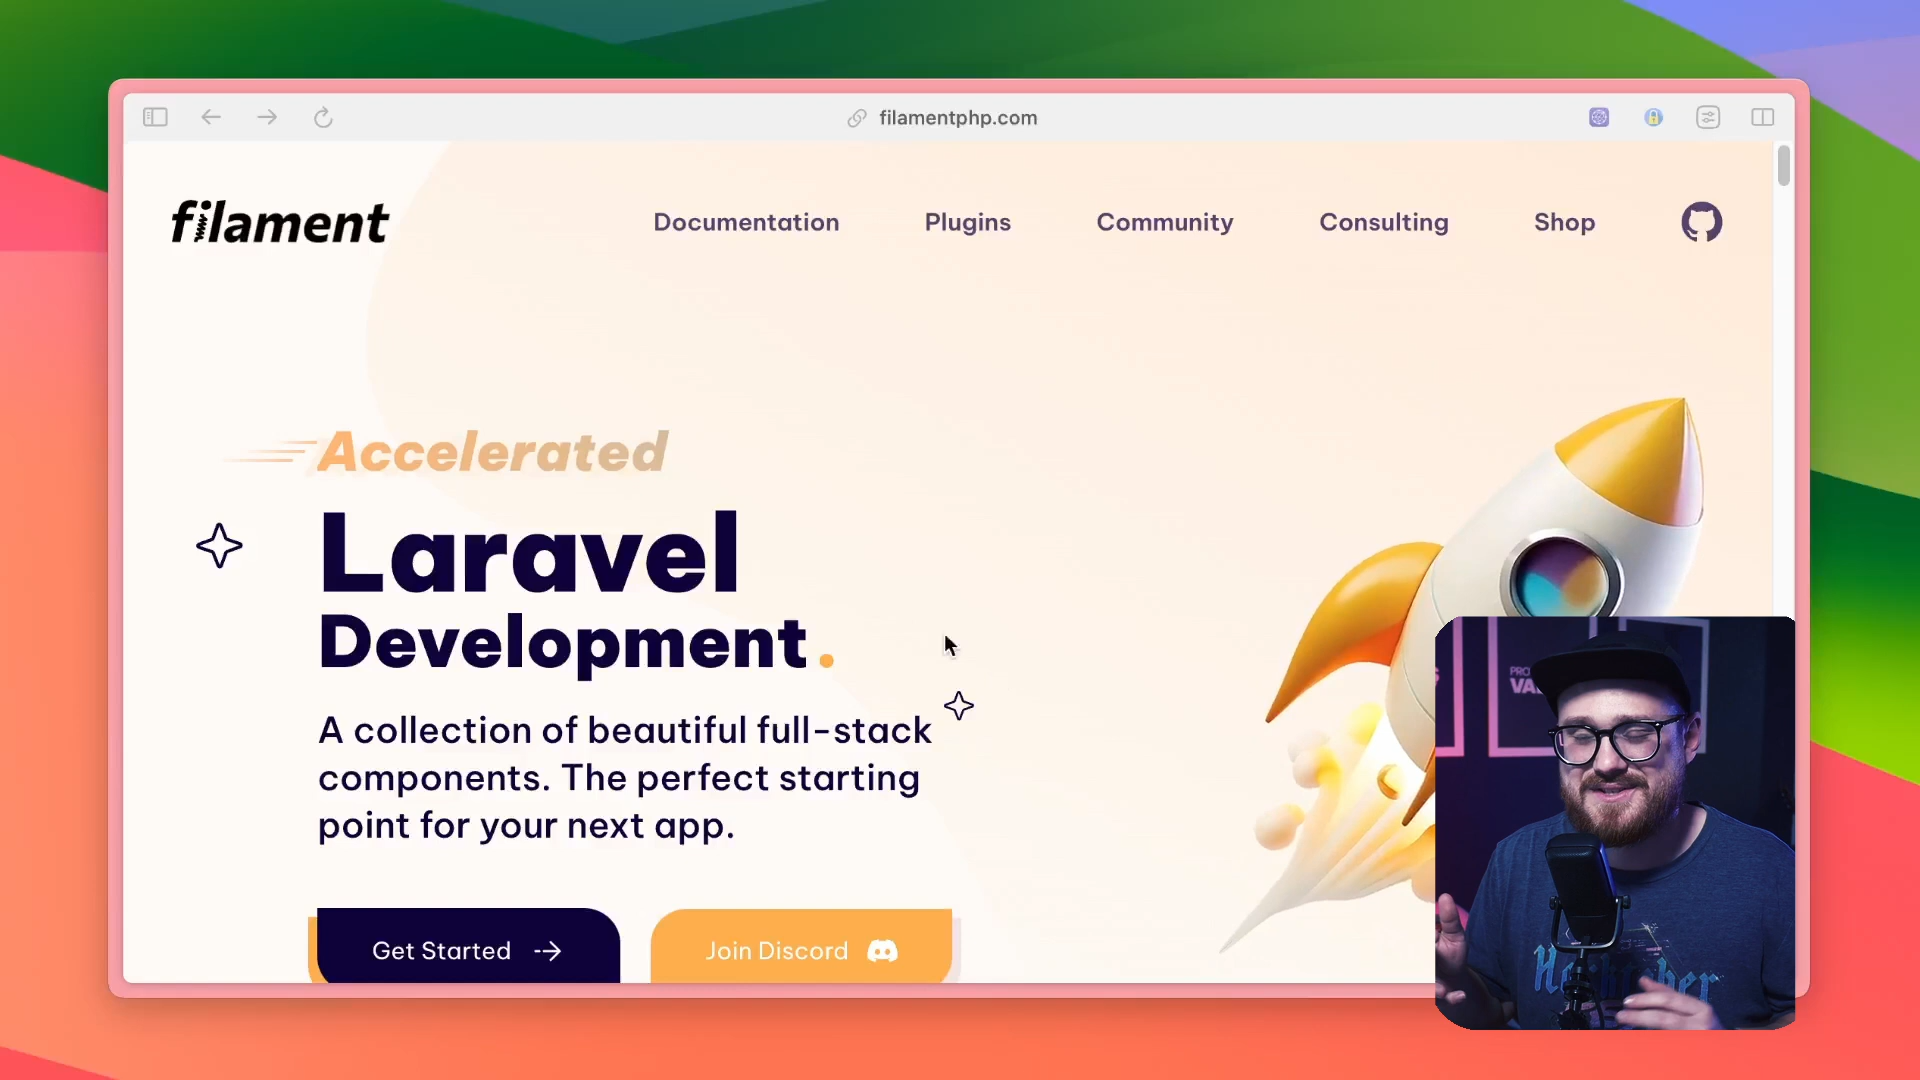 filamentphp.com
filament
Documentation
Plugins
Community
Consulting
Shop
Accelerated
Laravel
Development.
A collection of beautiful full-stack
components. The perfect starting
point for your next app.
Get Started
Join Discord